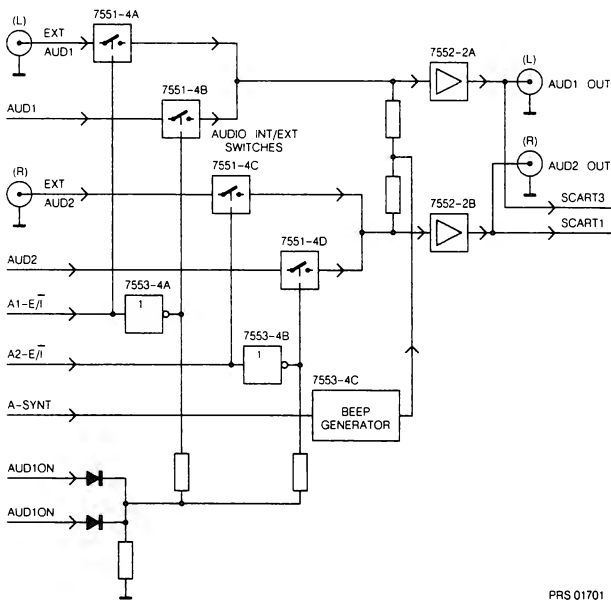 7551-4A
(L)
EXT
AUD1
7552-2A
(L)
AUD1 OUT
7551-4B
AUD1
AUDIO INT/EXT
SWITCHES
7551-4C
(R)
EXT
AUD2
(R)
AUD2 OUT
SCART3
7552-2B
SCART1
7551-4D
AUD2
7553-4A
A1-E/I̅
1
7553-4B
A2-E/I̅
1
7553-4C
A-SYNT
BEEP
GENERATOR
AUD1ON
AUD1ON
PRS 01701